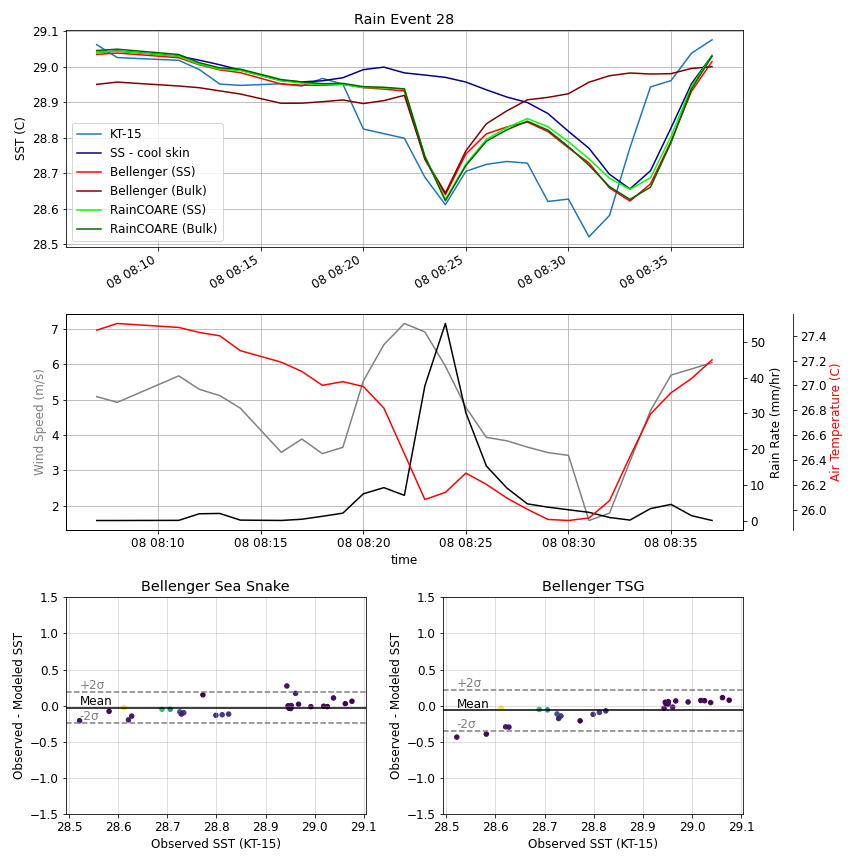 Rain Event 28
29.1
29.0
28.9
28.8
28.7
28.6
28.5
SST (C)
KT-15
SS - cool skin
Bellenger (SS)
Bellenger (Bulk)
RainCOARE (SS)
RainCOARE (Bulk)
08 08:10
08 08:15
08 08:20
08 08:25
08 08:30
08 08:35
7
6
5
4
3
2
Wind Speed (m/s)
50
40
30
20
10
0
Rain Rate (mm/hr)
27.4
27.2
27.0
26.8
26.6
26.4
26.2
26.0
Air Temperature (C)
08 08:10
08 08:15
08 08:20
08 08:25
08 08:30
08 08:35
time
Bellenger Sea Snake
1.5
1.0
0.5
0.0
−0.5
−1.0
−1.5
Observed - Modeled SST
+2σ
Mean
-2σ
28.5
28.6
28.7
28.8
28.9
29.0
29.1
Observed SST (KT-15)
Bellenger TSG
1.5
1.0
0.5
0.0
−0.5
−1.0
−1.5
Observed - Modeled SST
+2σ
Mean
-2σ
28.5
28.6
28.7
28.8
28.9
29.0
29.1
Observed SST (KT-15)